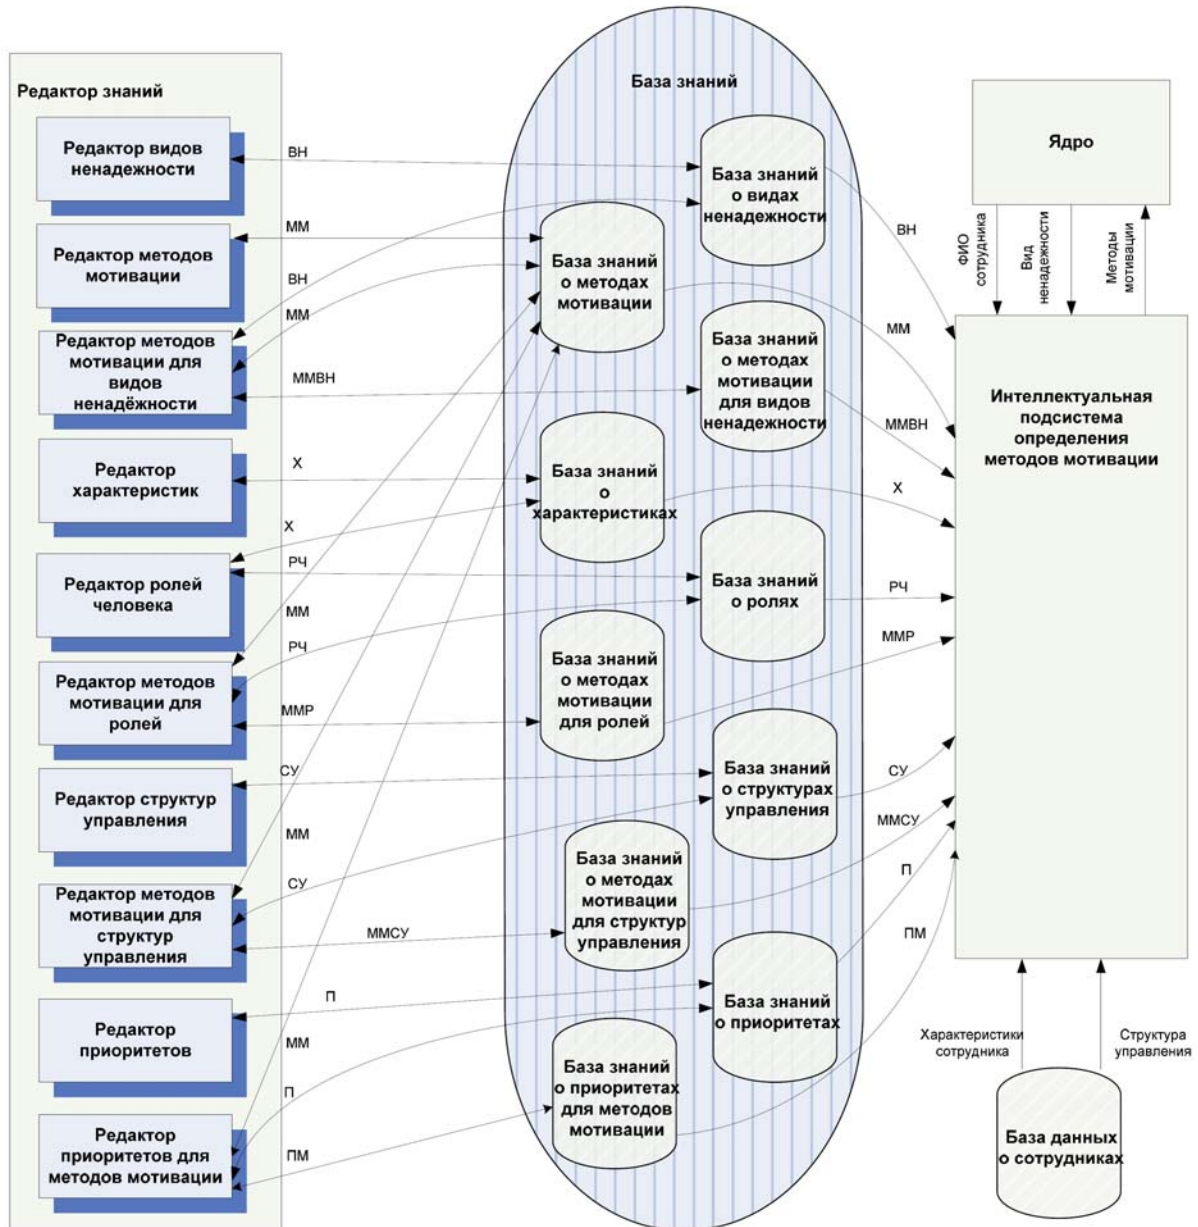 Редактор знаний
Редактор видов
ненадежности
Редактор методов
мотивации
Редактор методов
мотивации для
видов
ненадёжности
Редактор
характеристик
Редактор ролей
человека
Редактор методов
мотивации для
ролей
Редактор структур
управления
Редактор методов
мотивации для
структур
управления
Редактор
приоритетов
Редактор
приоритетов для
методов мотивации
ВН
ММ
ВН
ММ
ММВН
Х
Х
РЧ
ММ
РЧ
ММР
СУ
ММ
СУ
ММСУ
П
ММ
П
ПМ
База знаний
База знаний
о видах
ненадежности
База знаний
о методах
мотивации
База знаний
о методах
мотивации
для видов
ненадежности
База знаний
о
характеристиках
База знаний
о ролях
База знаний
о методах
мотивации
для ролей
База знаний
о структурах
управления
База знаний
о методах
мотивации
для структур
управления
База знаний
о приоритетах
База знаний
о приоритетах
для методов
мотивации
ВН
ММ
ММВН
Х
РЧ
ММР
СУ
ММСУ
П
ПМ
Ядро
ФИО
сотрудника
Вид
ненадежности
Методы
мотивации
Интеллектуальная
подсистема
определения
методов мотивации
Характеристики
сотрудника
Структура
управления
База данных
о сотрудниках